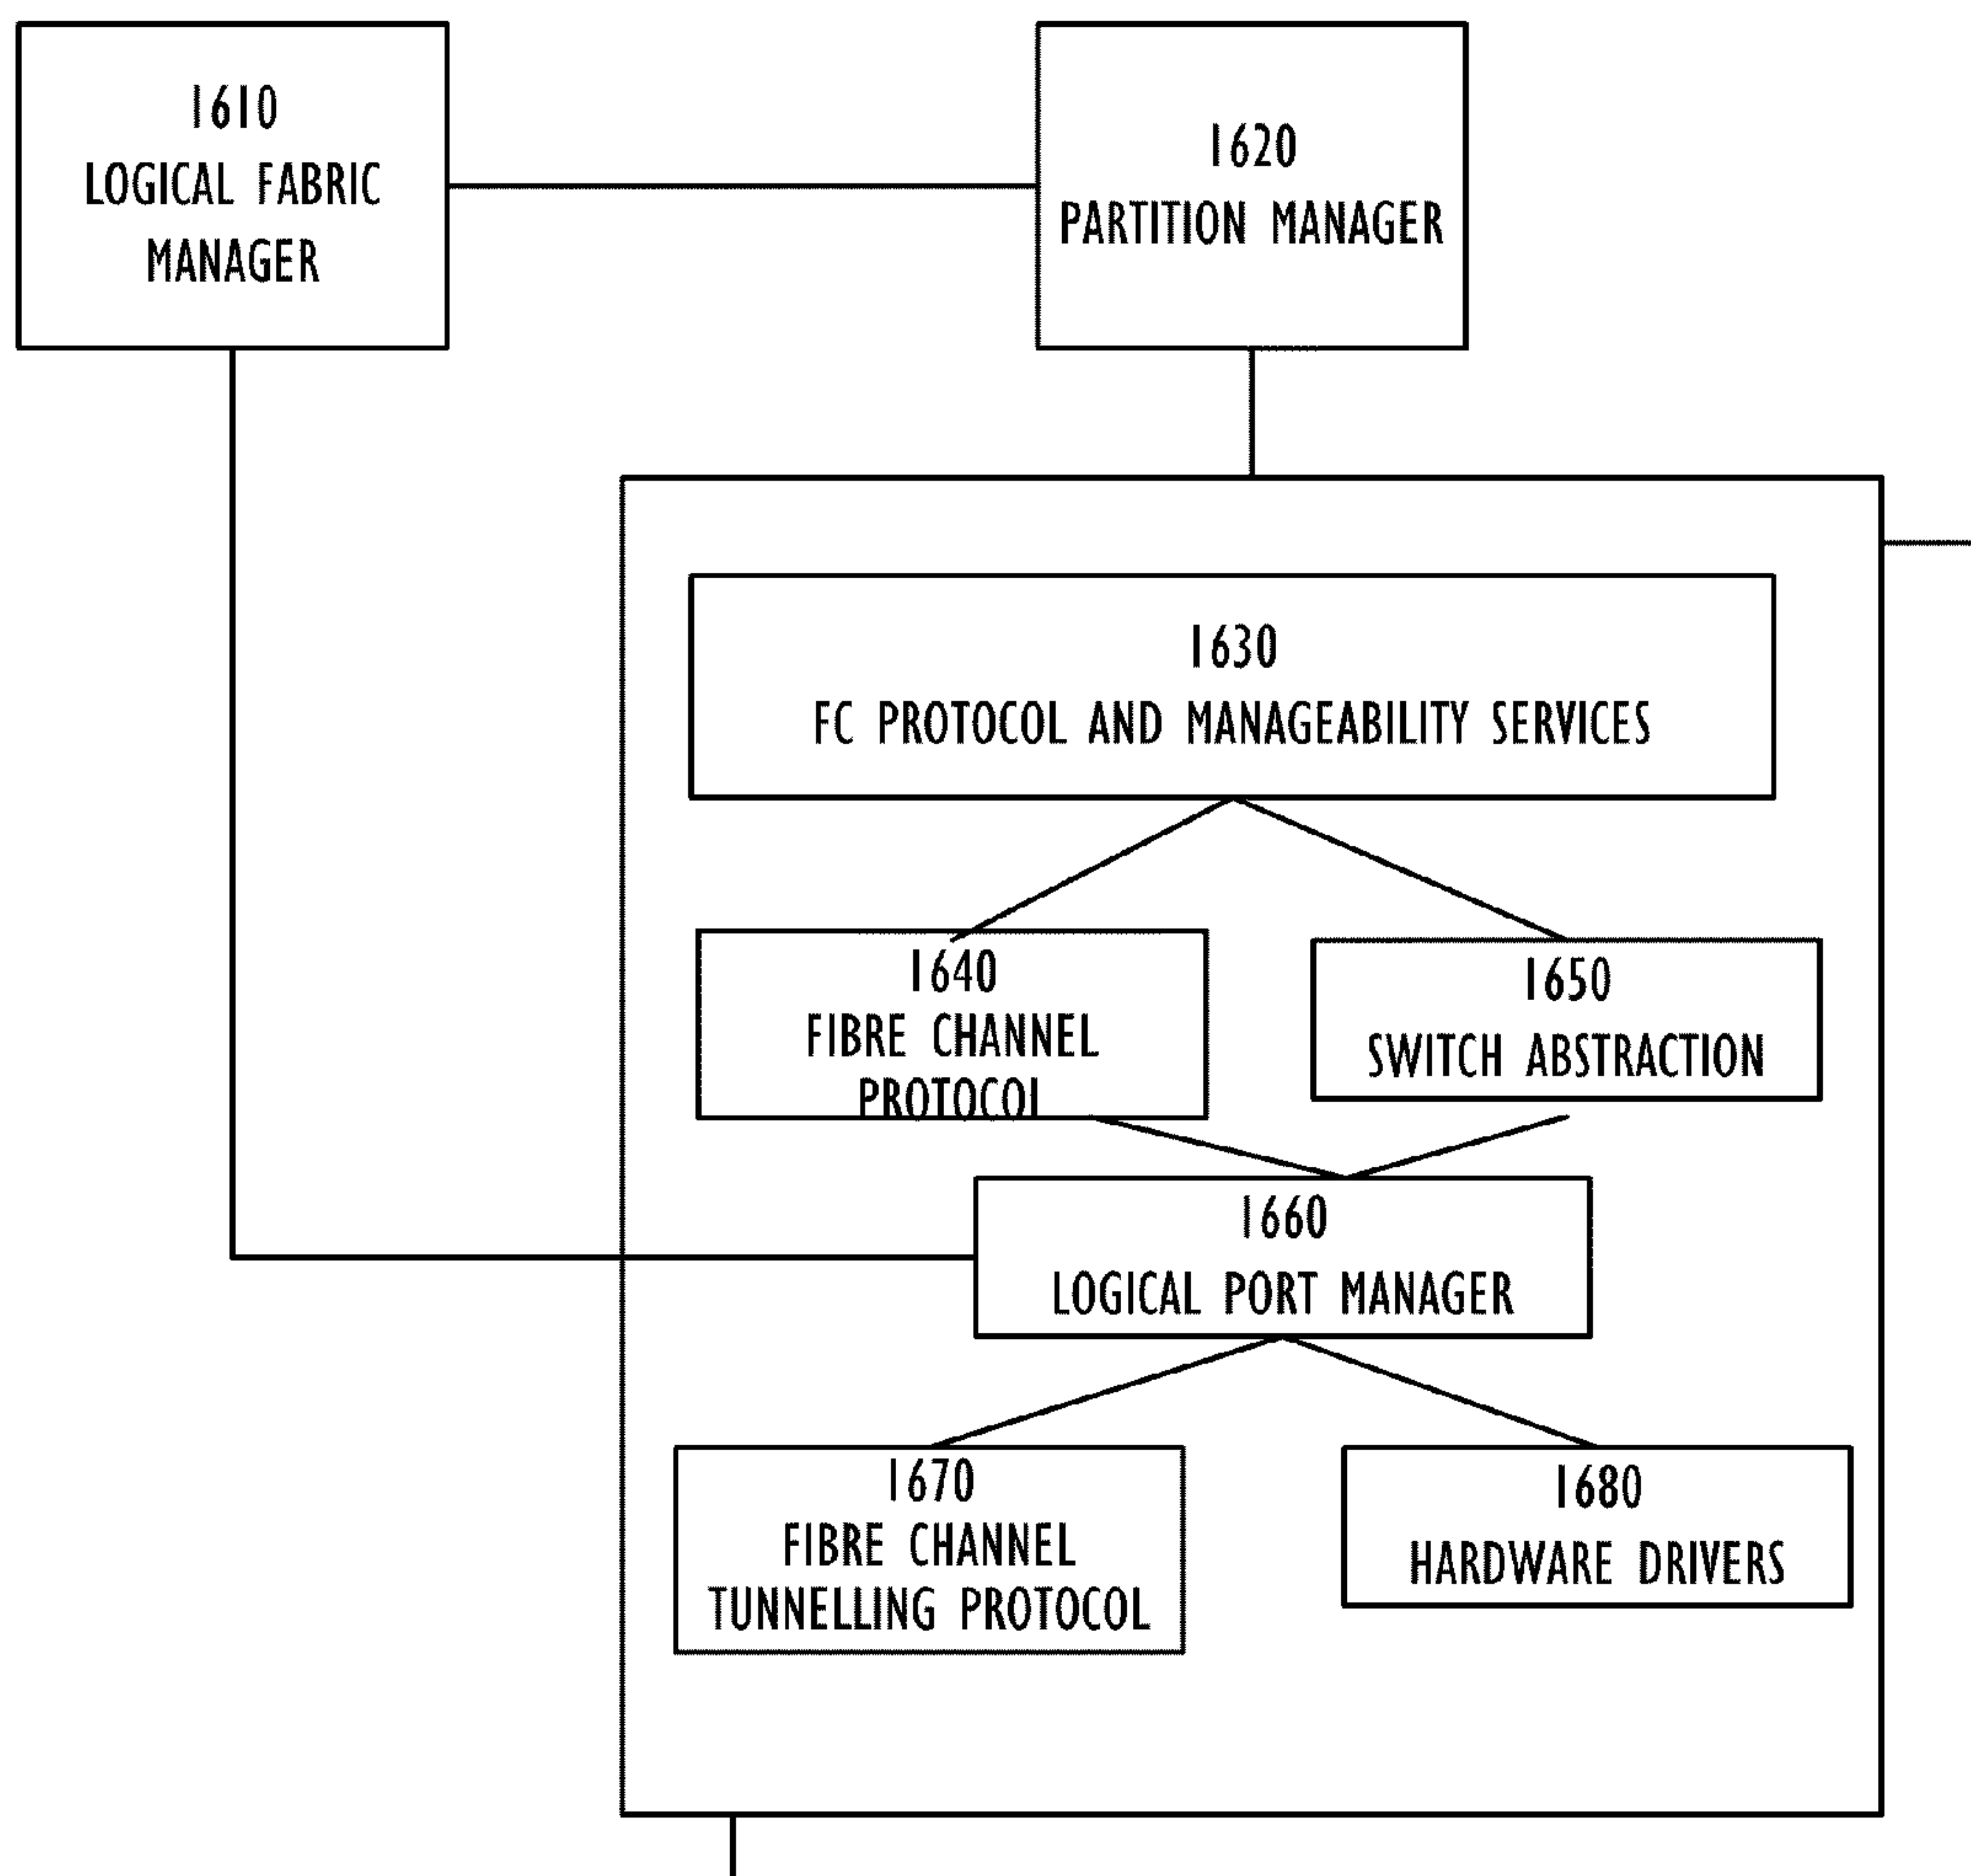 1610
LOGICAL FABRIC
MANAGER
1620
PARTITION MANAGER
1630
FC PROTOCOL AND MANAGEABILITY SERVICES
1640
FIBRE CHANNEL
PROTOCOL
1650
SWITCH ABSTRACTION
1660
LOGICAL PORT MANAGER
1670
FIBRE CHANNEL
TUNNELLING PROTOCOL
1680
HARDWARE DRIVERS